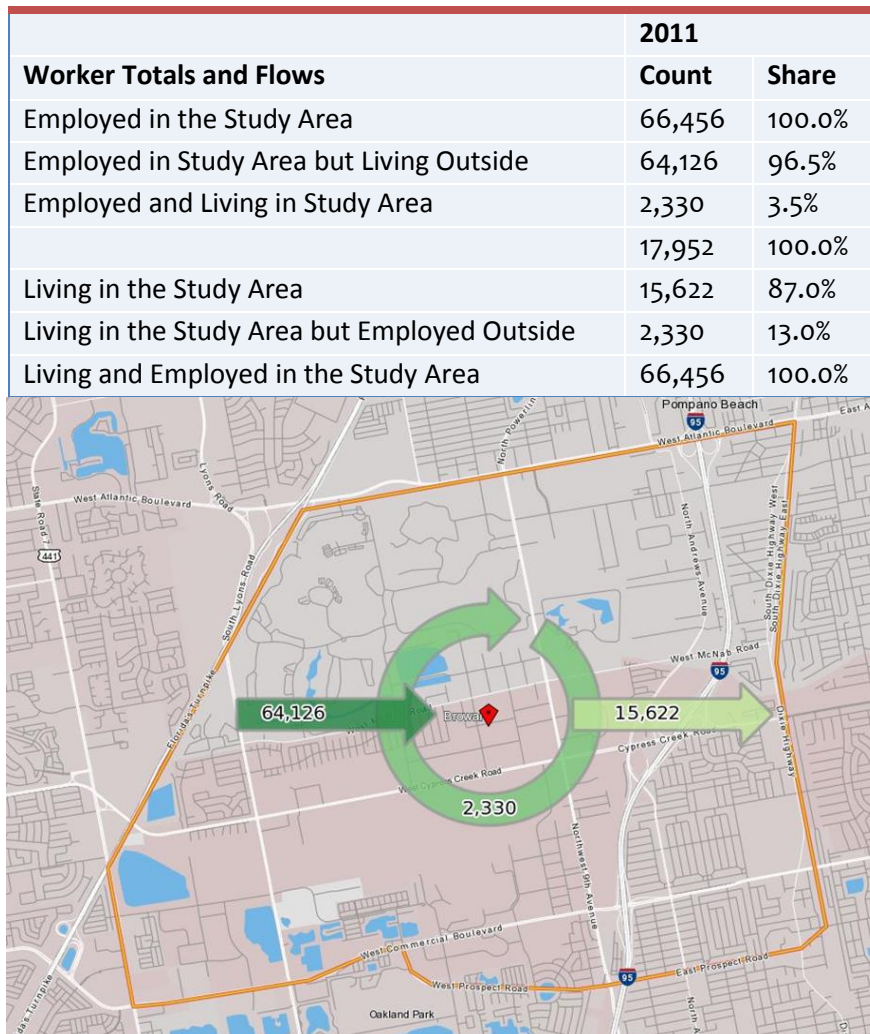 2011
Worker Totals and Flows Count Share
Employed in the Study Area 66,456 100.0%
Employed in Study Area but Living Outside 64,126 96.5%
Employed and Living in Study Area 2,330 3.5%
17,952 100.0%
Living in the Study Area 15,622 87.0%
Living in the Study Area but Employed Outside 2,330 13.0%
Living and Employed in the Study Area 66,456 100.0%
Pompano Beach
95
East A
West Atlantic Boulevard
North Powerlin
Lyons Road
State Road 7
West Atlantic Boulevard
441
South Lyons Road
North Andrews Avenue
South Dixie Highway West
South Dixie Highway East
West McNab Road
95
Florida's Turnpike
64,126
15,622
Dixie Highway
Cypress Creek Road
West Cypress Creek Road
2,330
Northwest 9th Avenue
West Commercial Boulevard
West Prospect Road
East Prospect Road
95
Oakland Park
North A